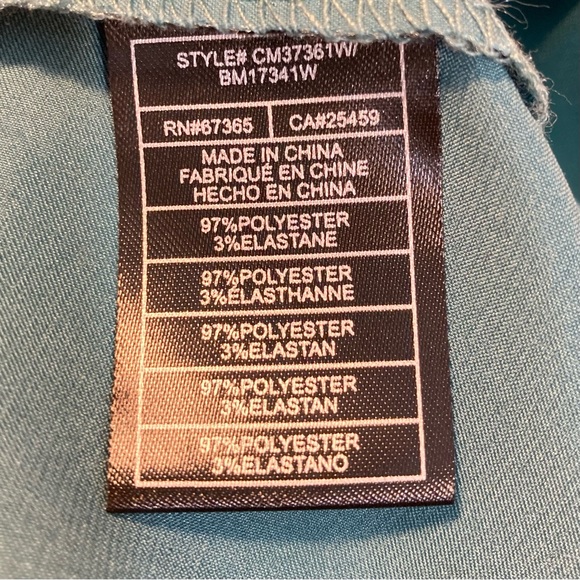 STYLE# CM37361W/
BM17341W
RN#67365 CA#25459
MADE IN CHINA
FABRIQUÉ EN CHINE
HECHO EN CHINA
97%POLYESTER
3%ELASTANE
97%POLYESTER
3%ÉLASTHANNE
97%POLYESTER
3%ELASTAN
97%POLYESTER
3%ELASTAN
97%POLYESTER
3%ELASTANO